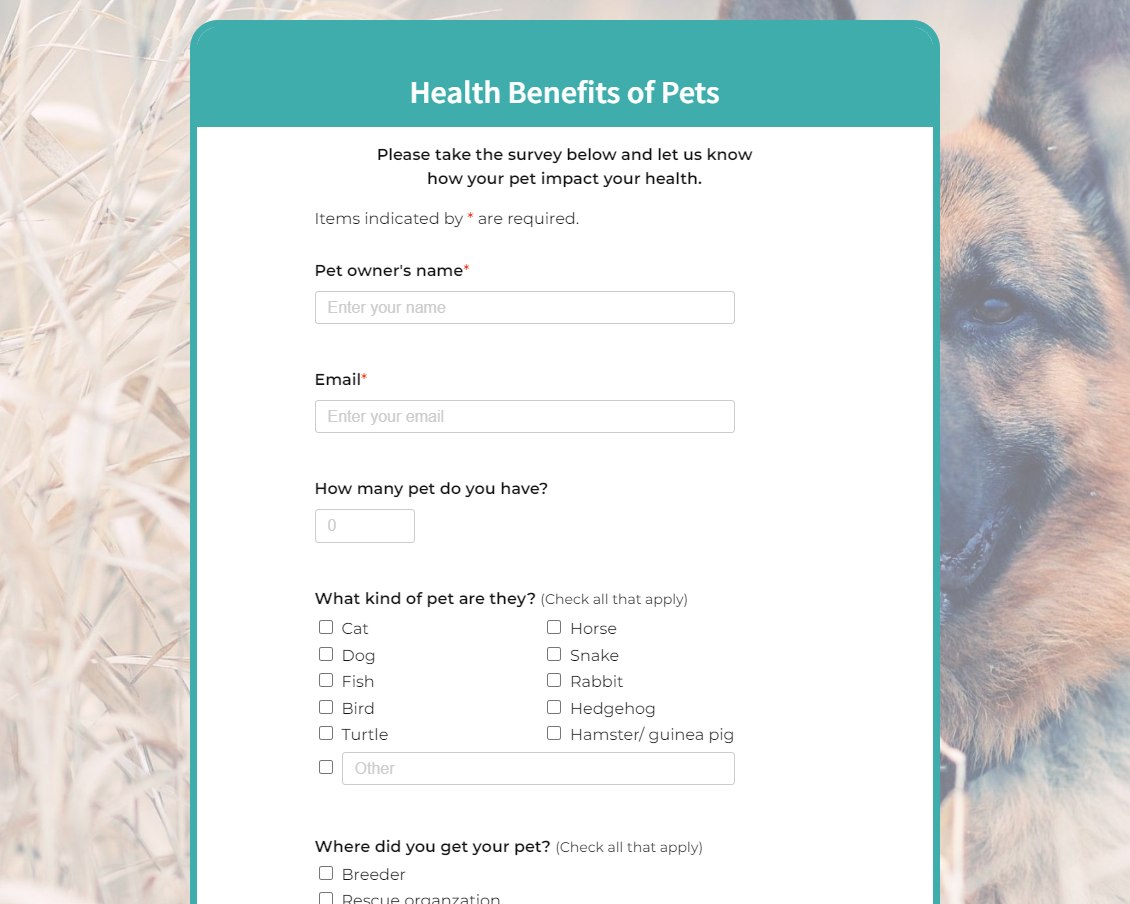 Health Benefits of Pets
Please take the survey below and let us know
how your pet impact your health.
Items indicated by * are required.
Pet owner's name*
Enter your name
Email*
Enter your email
How many pet do you have?
0
What kind of pet are they? (Check all that apply)
Cat
Horse
Dog
Snake
Fish
Rabbit
Bird
Hedgehog
Turtle
Hamster/ guinea pig
Other
Where did you get your pet? (Check all that apply)
Breeder
Rescue organzation